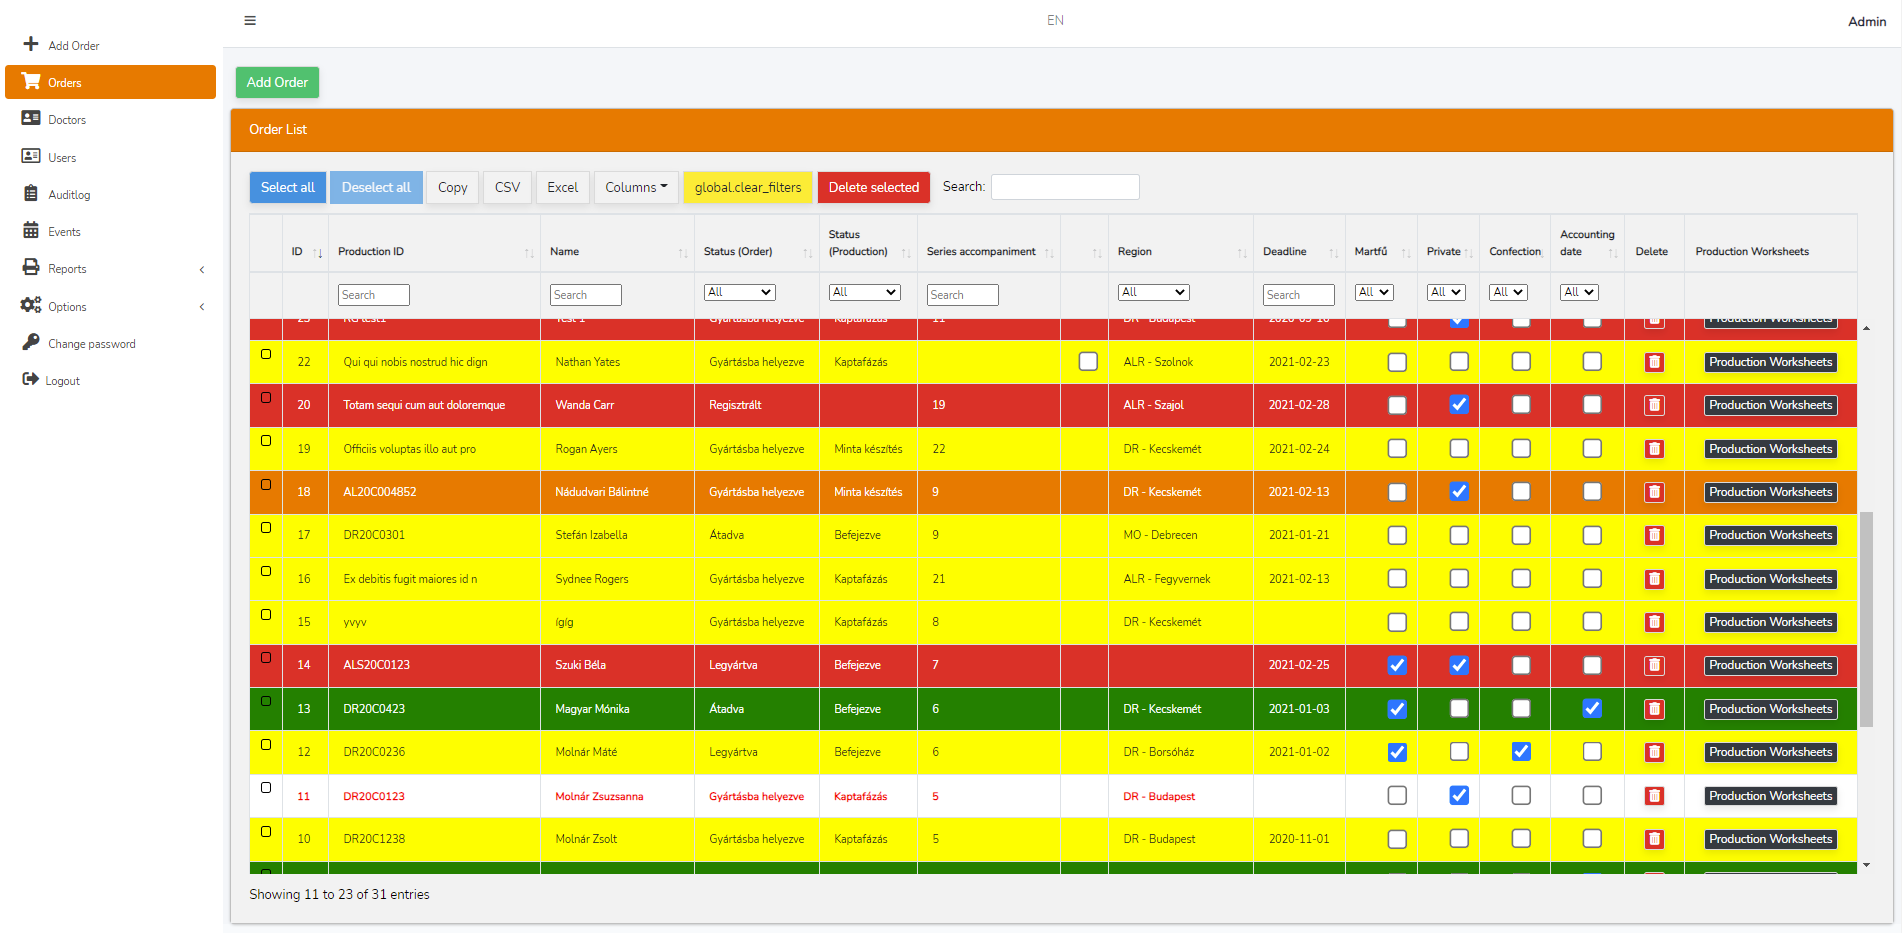 EN
Admin
Add Order
Orders
Doctors
Users
Auditlog
Events
Reports
Options
Change password
Logout
Add Order
Order List
Select all Deselect all Copy CSV Excel Columns global.clear_filters Delete selected Search:
ID Production ID Name Status (Order) Status (Production) Series accompaniment Region Deadline Martfű Private Confection Accounting date Delete Production Worksheets
Search Search All All Search All Search All All All All
23 RG test1 Test 1 Gyártásba helyezve Kaptafázás 11 DR - Budapest Production Worksheets
22 Qui qui nobis nostrud hic dign Nathan Yates Gyártásba helyezve Kaptafázás ALR - Szolnok 2021-02-23 Production Worksheets
20 Totam sequi cum aut doloremque Wanda Carr Regisztrált 19 ALR - Szajol 2021-02-28 Production Worksheets
19 Officiis voluptas illo aut pro Rogan Ayers Gyártásba helyezve Minta készítés 22 DR - Kecskemét 2021-02-24 Production Worksheets
18 AL20C004852 Nádudvari Bálintné Gyártásba helyezve Minta készítés 9 DR - Kecskemét 2021-02-13 Production Worksheets
17 DR20C0301 Stefán Izabella Átadva Befejezve 9 MO - Debrecen 2021-01-21 Production Worksheets
16 Ex debitis fugit maiores id n Sydnee Rogers Gyártásba helyezve Kaptafázás 21 ALR - Fegyvernek 2021-02-13 Production Worksheets
15 yvyv ígíg Gyártásba helyezve Kaptafázás 8 DR - Kecskemét Production Worksheets
14 ALS20C0123 Szuki Béla Legyártva Befejezve 7 2021-02-25 Production Worksheets
13 DR20C0423 Magyar Mónika Átadva Befejezve 6 DR - Kecskemét 2021-01-03 Production Worksheets
12 DR20C0236 Molnár Máté Legyártva Befejezve 6 DR - Borsóház 2021-01-02 Production Worksheets
11 DR20C0123 Molnár Zsuzsanna Gyártásba helyezve Kaptafázás 5 DR - Budapest Production Worksheets
10 DR20C1238 Molnár Zsolt Gyártásba helyezve Kaptafázás 5 DR - Budapest 2020-11-01 Production Worksheets
Showing 11 to 23 of 31 entries